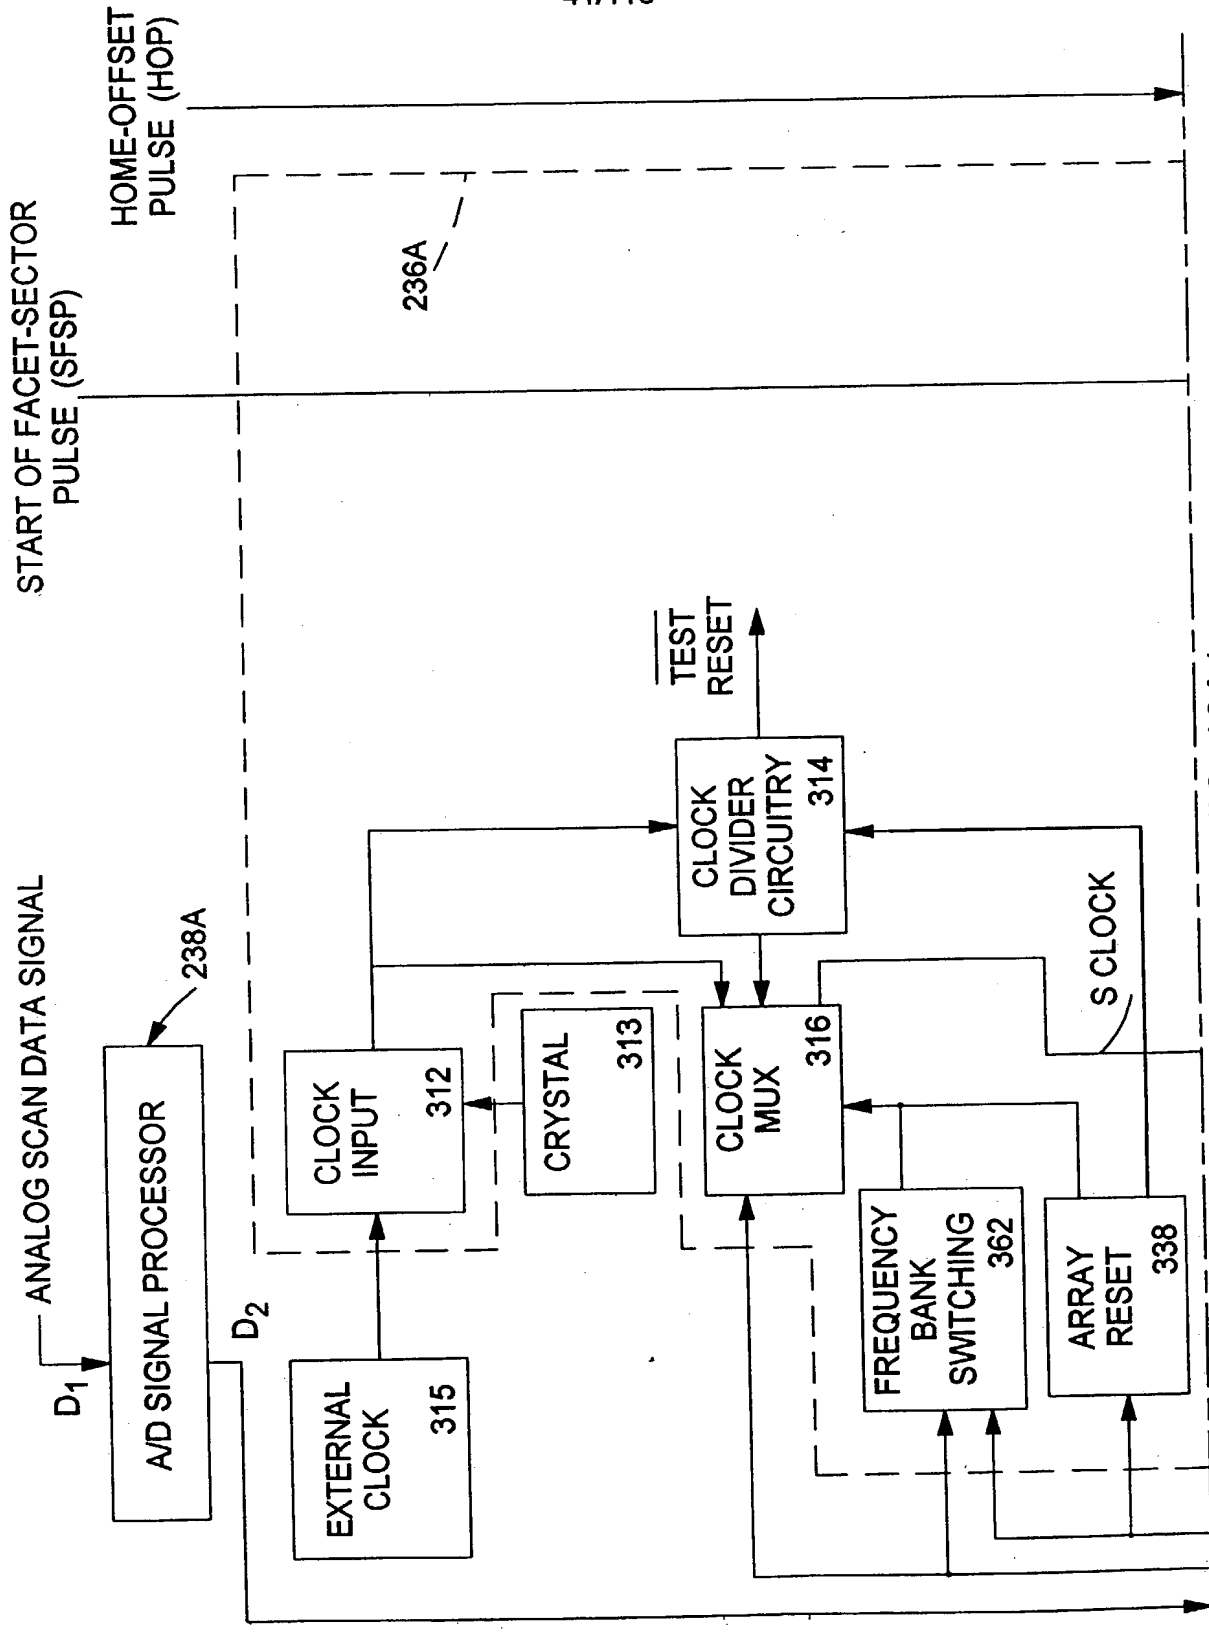 START OF FACET-SECTOR
PULSE (SFSP)
HOME-OFFSET
PULSE (HOP)
236A
ANALOG SCAN DATA SIGNAL
D1
238A
A/D SIGNAL PROCESSOR
D2
EXTERNAL
CLOCK
315
CLOCK
INPUT
312
CRYSTAL
313
TEST
RESET
CLOCK
DIVIDER
CIRCUITRY
314
CLOCK
MUX
316
S CLOCK
FREQUENCY
BANK
SWITCHING
362
ARRAY
RESET
338